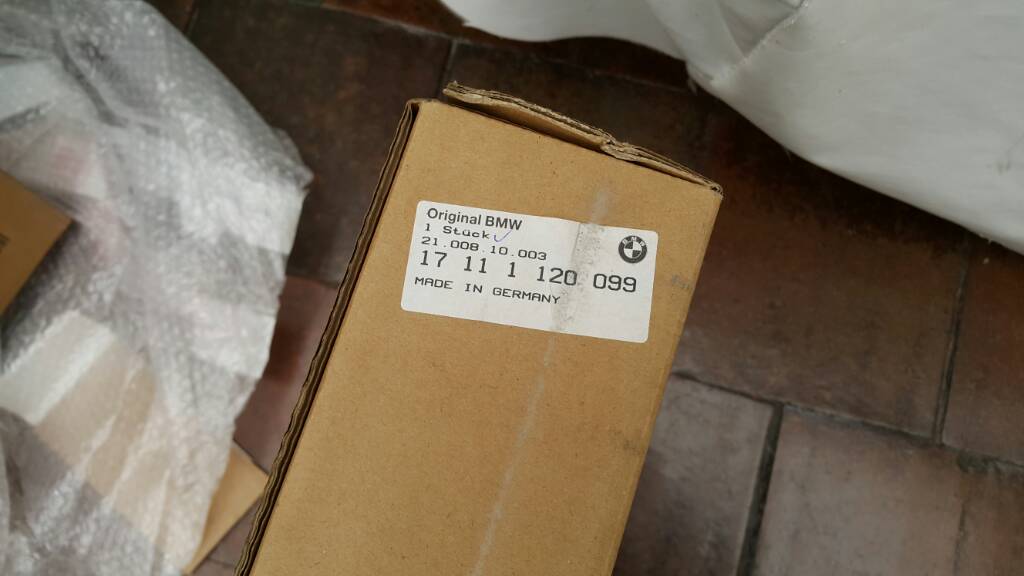 Original BMW
1 Stück
21.008.10.003
17 11 1 120 099
MADE IN GERMANY